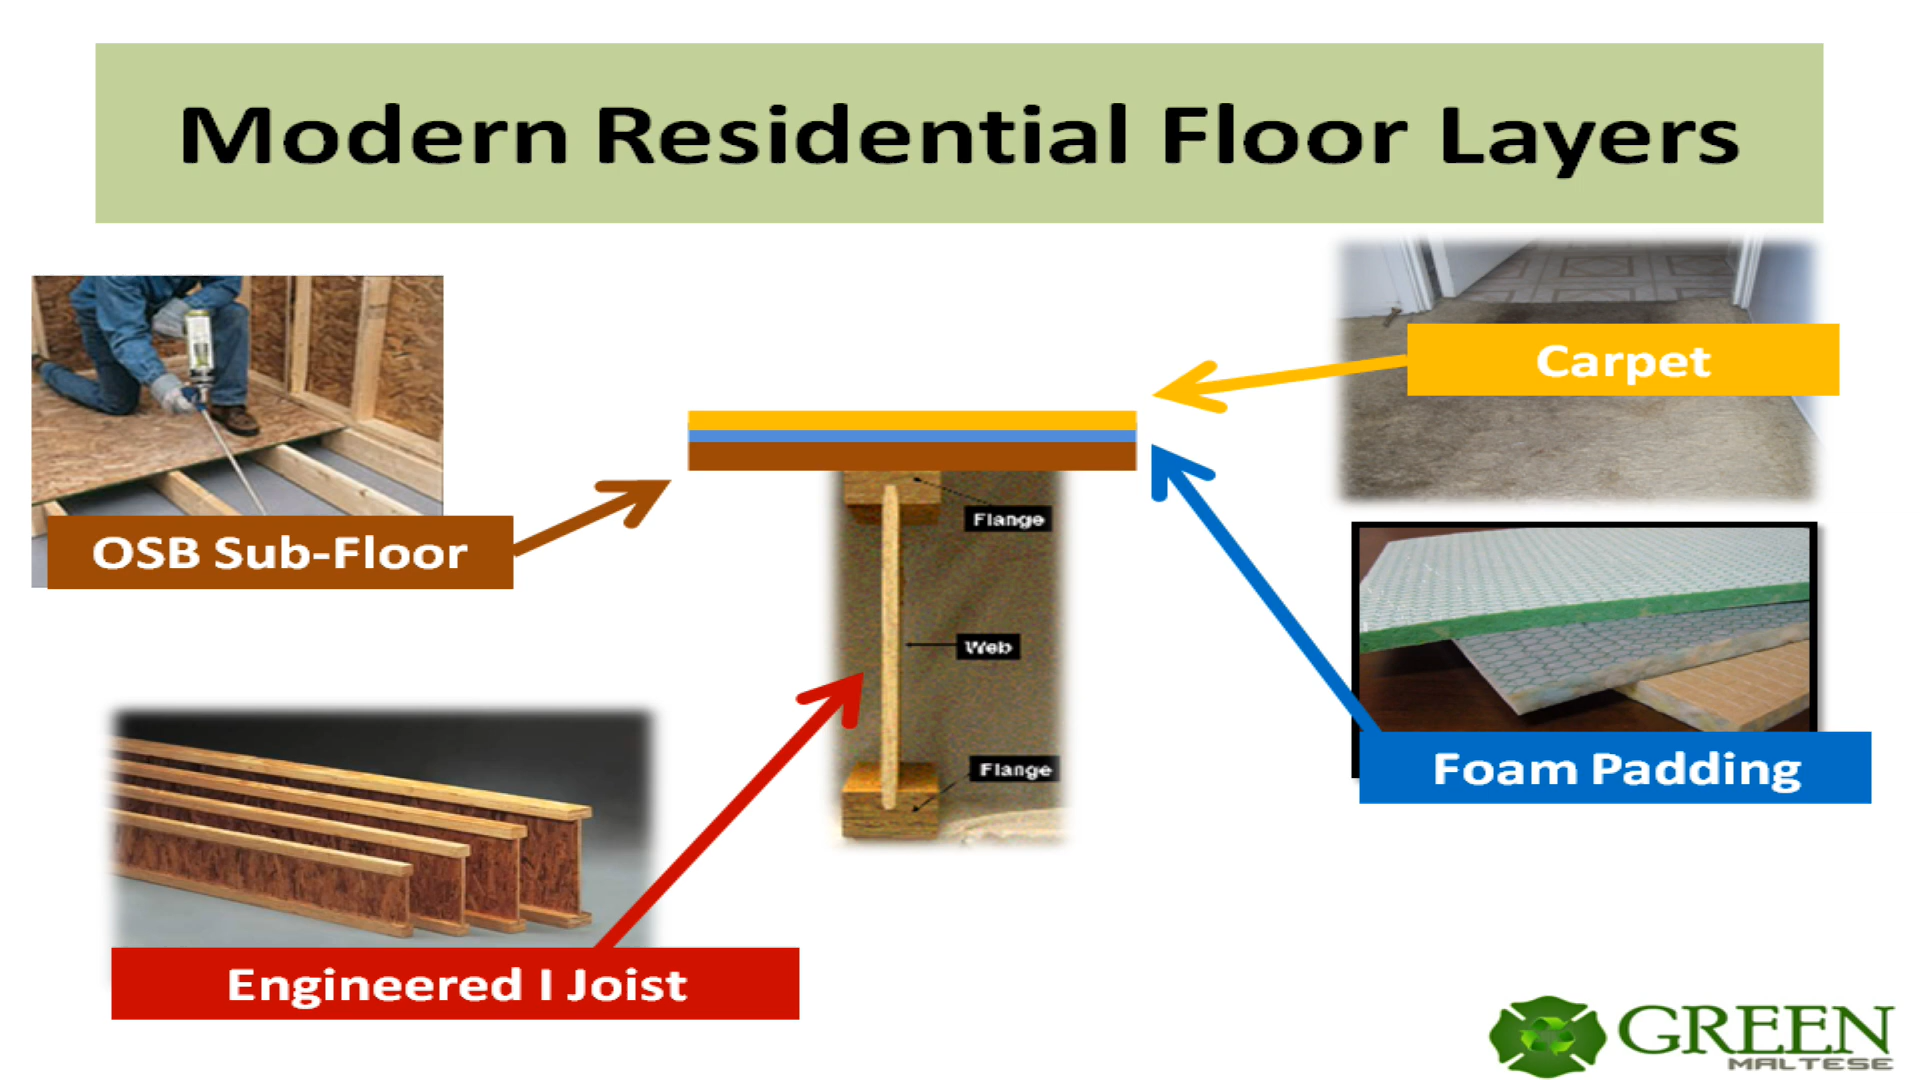 Modern Residential Floor Layers
Carpet
Flange
OSB Sub-Floor
Web
Flange
Foam Padding
Engineered I Joist
GREEN
MALTESE